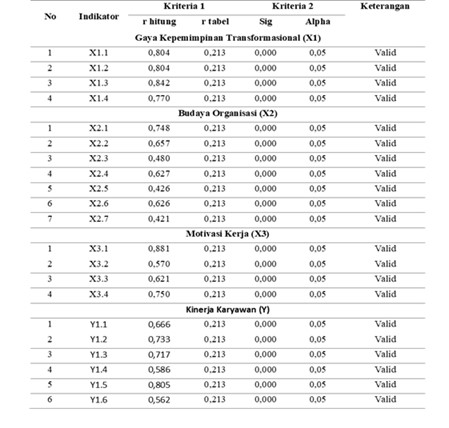 No Indikator Kriteria 1 Kriteria 2 Keterangan
r hitung r tabel Sig Alpha
Gaya Kepemimpinan Transformasional (X1)
1 X1.1 0,804 0,213 0,000 0,05 Valid
2 X1.2 0,804 0,213 0,000 0,05 Valid
3 X1.3 0,842 0,213 0,000 0,05 Valid
4 X1.4 0,770 0,213 0,000 0,05 Valid
Budaya Organisasi (X2)
1 X2.1 0,748 0,213 0,000 0,05 Valid
2 X2.2 0,657 0,213 0,000 0,05 Valid
3 X2.3 0,480 0,213 0,000 0,05 Valid
4 X2.4 0,627 0,213 0,000 0,05 Valid
5 X2.5 0,426 0,213 0,000 0,05 Valid
6 X2.6 0,626 0,213 0,000 0,05 Valid
7 X2.7 0,421 0,213 0,000 0,05 Valid
Motivasi Kerja (X3)
1 X3.1 0,881 0,213 0,000 0,05 Valid
2 X3.2 0,570 0,213 0,000 0,05 Valid
3 X3.3 0,621 0,213 0,000 0,05 Valid
4 X3.4 0,750 0,213 0,000 0,05 Valid
Kinerja Karyawan (Y)
1 Y1.1 0,666 0,213 0,000 0,05 Valid
2 Y1.2 0,733 0,213 0,000 0,05 Valid
3 Y1.3 0,717 0,213 0,000 0,05 Valid
4 Y1.4 0,586 0,213 0,000 0,05 Valid
5 Y1.5 0,805 0,213 0,000 0,05 Valid
6 Y1.6 0,562 0,213 0,000 0,05 Valid